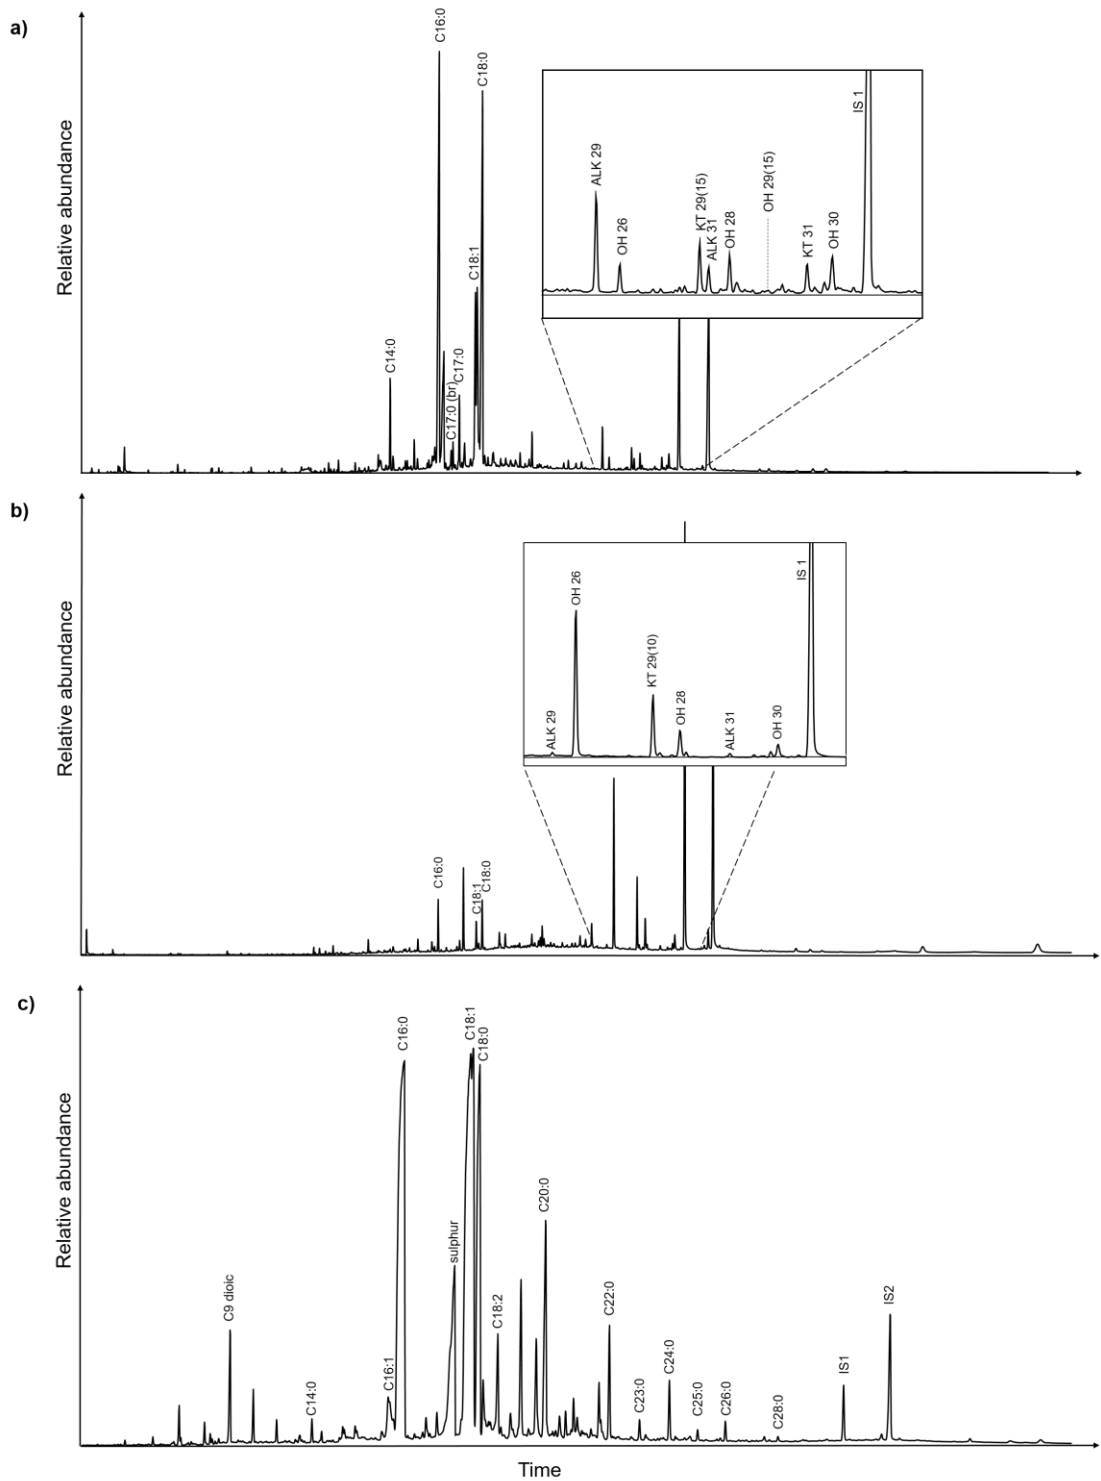 a)
Relative abundance
C14:0
C16:0
C17:0 (br)
C17:0
C18:1
C18:0
ALK 29
OH 26
KT 29(15)
ALK 31
OH 28
OH 29(15)
KT 31
OH 30
IS 1
b)
Relative abundance
C16:0
C18:1
C18:0
ALK 29
OH 26
KT 29(10)
OH 28
ALK 31
OH 30
IS 1
c)
Relative abundance
C9 dioic
C14:0
C16:1
C16:0
sulphur
C18:1
C18:0
C18:2
C20:0
C22:0
C23:0
C24:0
C25:0
C26:0
C28:0
IS1
IS2
Time